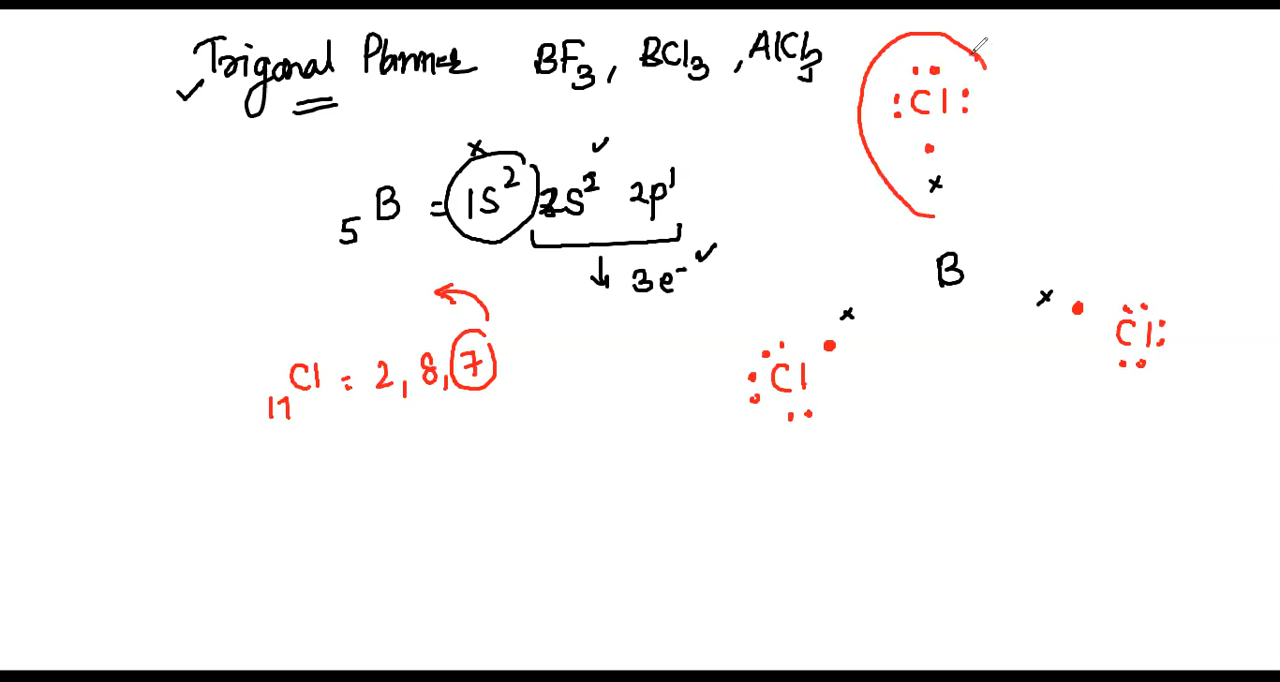 Trigonal Planner BF3, BCl3, AlCl3
Cl
5B = 1S² 2S² 2p¹
B
3e⁻
Cl
17Cl = 2, 8, 7
Cl